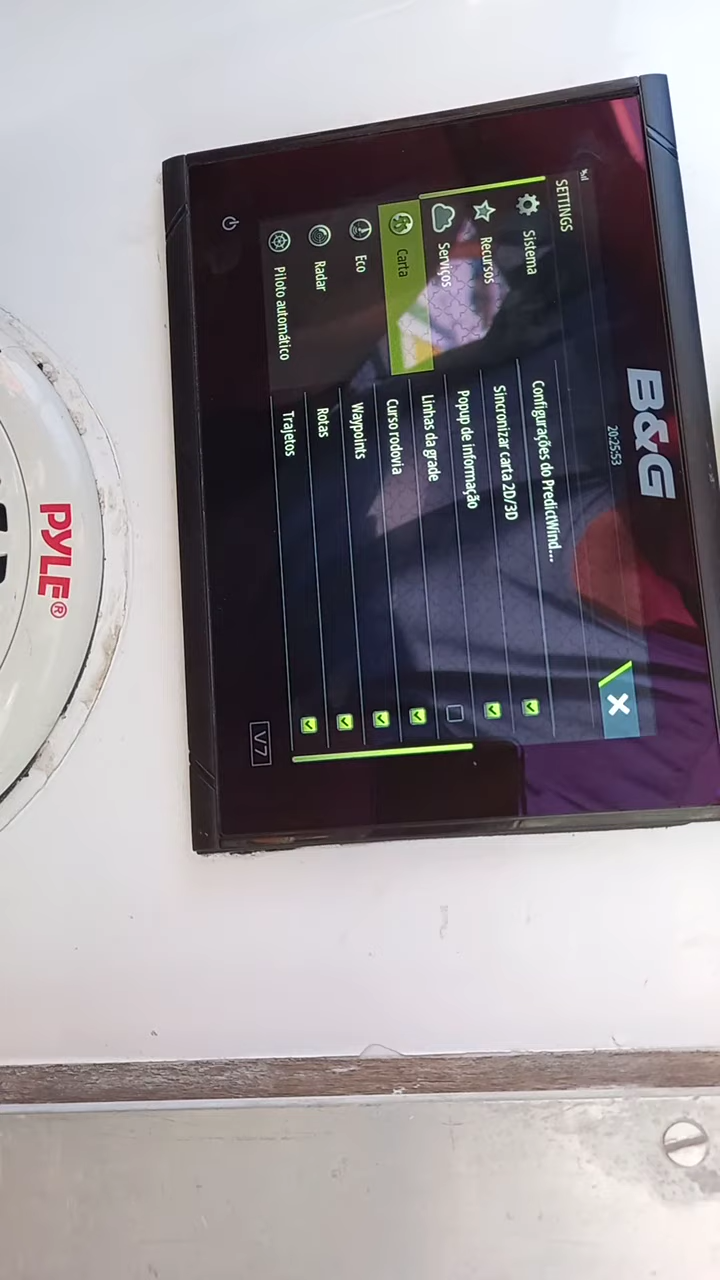 B&G
20:25:53
SETTINGS
Sistema
Recursos
Serviços
Carta
Eco
Radar
Piloto automático
Configurações do PredictWind...
Sincronizar carta 2D/3D
Popup de informação
Linhas da grade
Curso rodovia
Waypoints
Rotas
Trajetos
V7
PYLE®